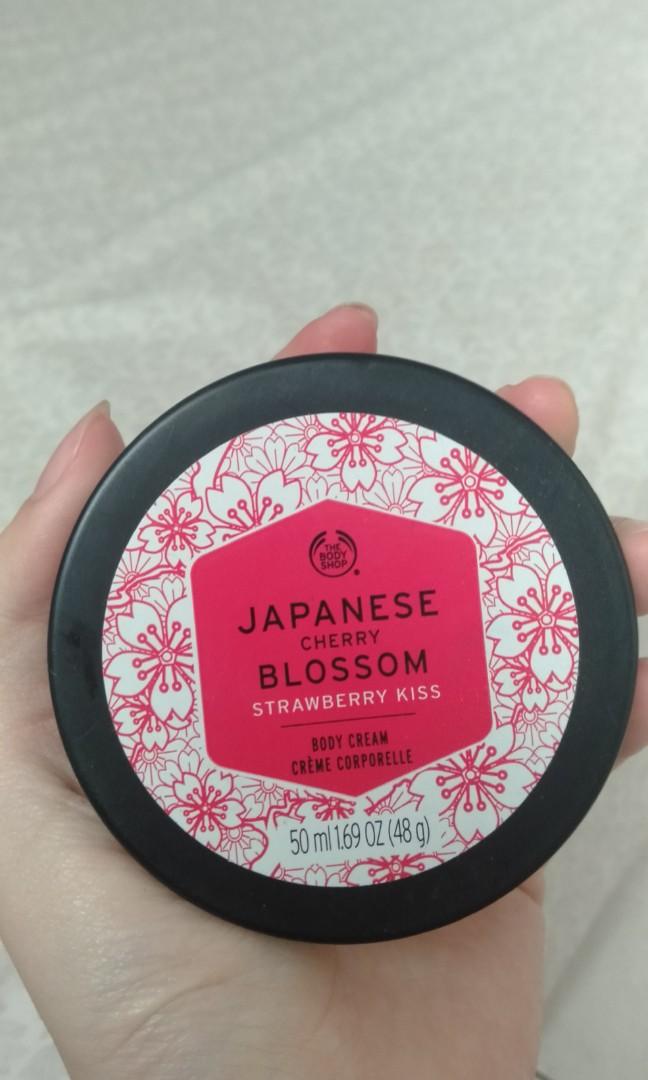 THE
BODY
SHOP
JAPANESE
CHERRY
BLOSSOM
STRAWBERRY KISS
BODY CREAM
CRÈME CORPORELLE
50 ml 1.69 OZ (48 g)